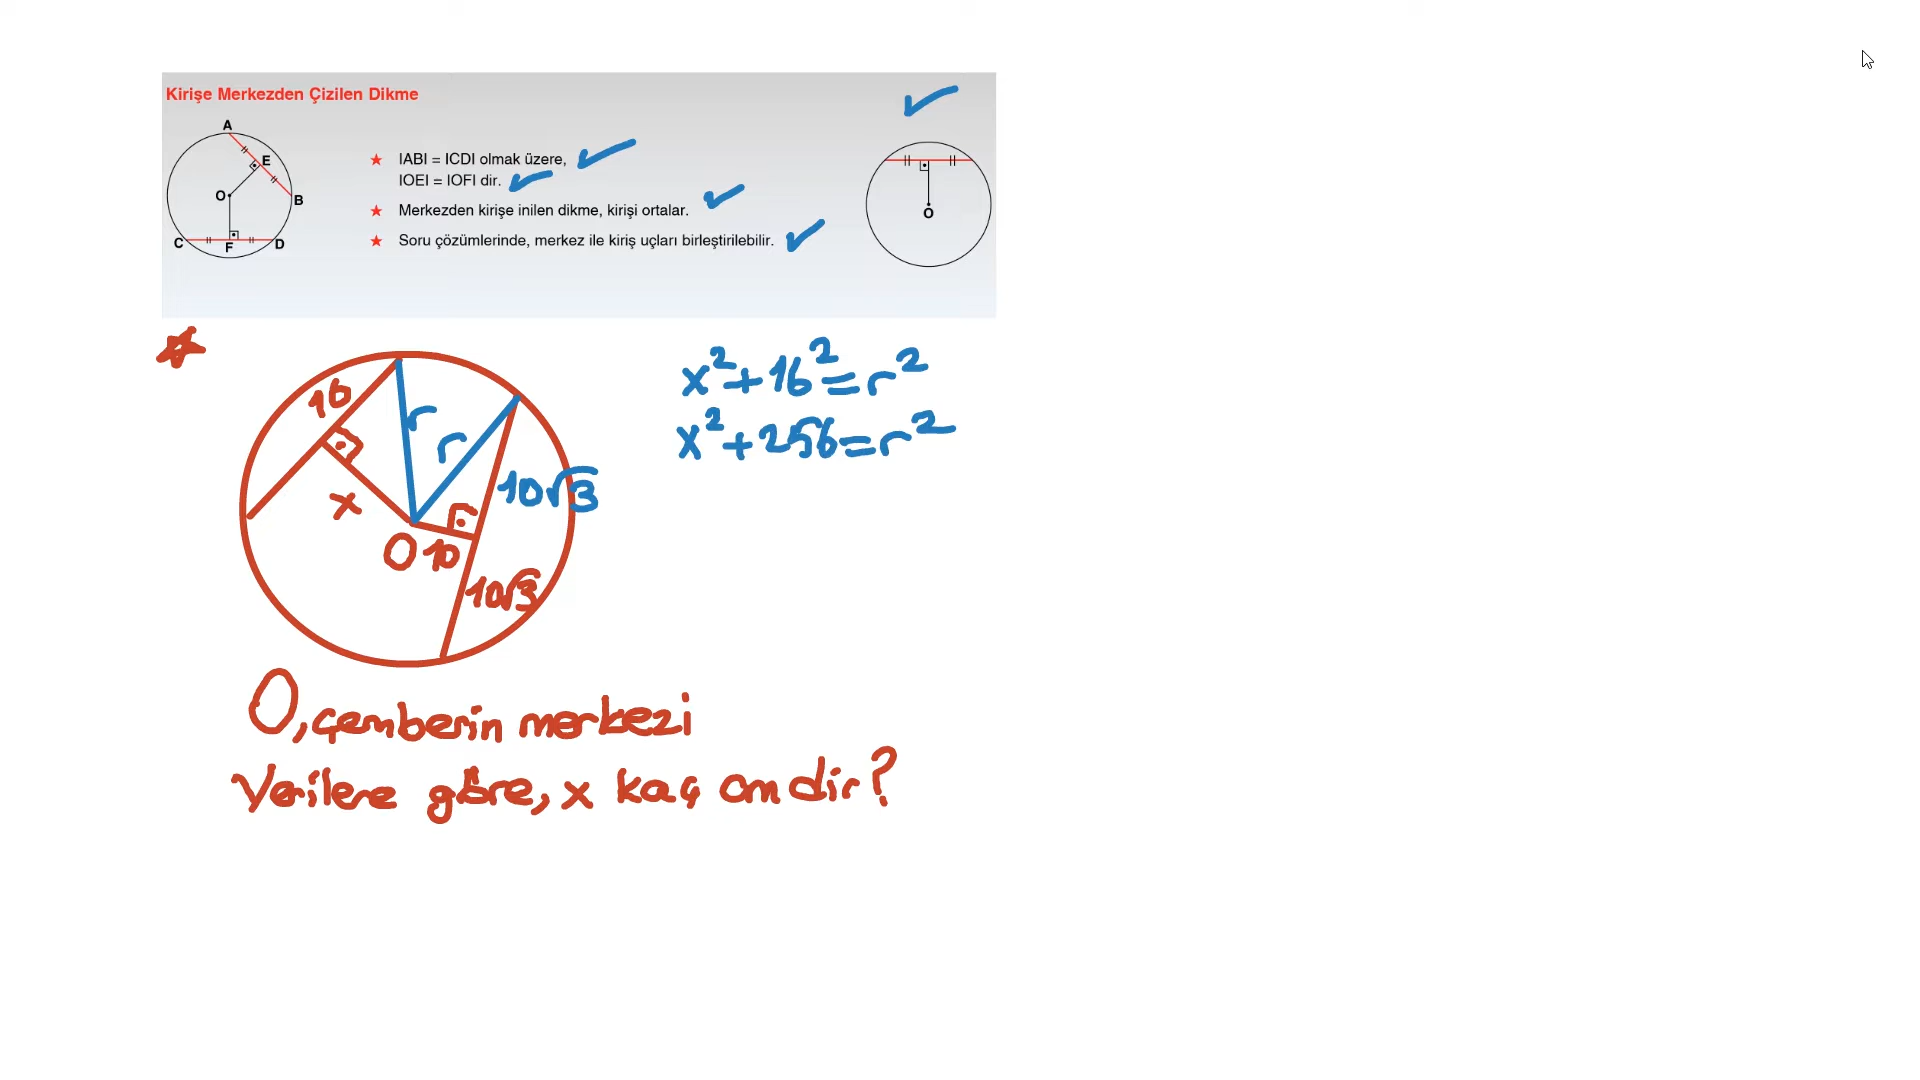 Kirişe Merkezden Çizilen Dikme
A
E
O
B
C
F
D
★ IABI = ICDI olmak üzere,
IOEI = IOFI dir.
★ Merkezden kirişe inilen dikme, kirişi ortalar.
★ Soru çözümlerinde, merkez ile kiriş uçları birleştirilebilir.
O
16
r
r
x
10√3
O 10
10√3
x²+16²=r²
x²+256=r²
O, çemberin merkezi
Verilere göre, x kaç cm dir?